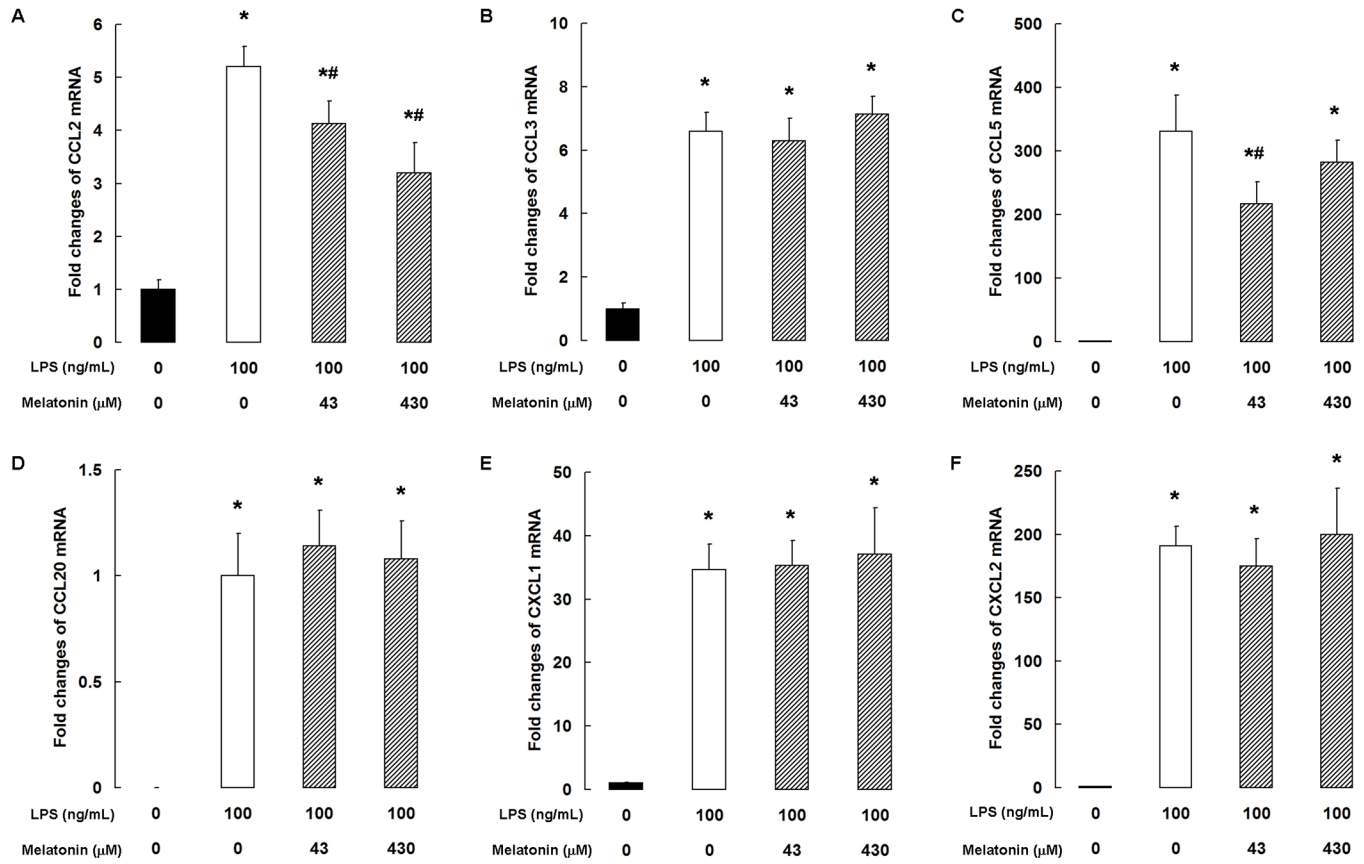 A
Fold changes of CCL2 mRNA
6
5
4
3
2
1
0
*
*#
*#
LPS (ng/mL) 0 100 100 100
Melatonin (μM) 0 0 43 430
B
Fold changes of CCL3 mRNA
10
8
6
4
2
0
*
*
*
LPS (ng/mL) 0 100 100 100
Melatonin (μM) 0 0 43 430
C
Fold changes of CCL5 mRNA
500
400
300
200
100
0
*
*#
*
LPS (ng/mL) 0 100 100 100
Melatonin (μM) 0 0 43 430
D
Fold changes of CCL20 mRNA
1.5
1
0.5
0
*
*
*
LPS (ng/mL) 0 100 100 100
Melatonin (μM) 0 0 43 430
E
Fold changes of CXCL1 mRNA
50
40
30
20
10
0
*
*
*
LPS (ng/mL) 0 100 100 100
Melatonin (μM) 0 0 43 430
F
Fold changes of CXCL2 mRNA
250
200
150
100
50
0
*
*
*
LPS (ng/mL) 0 100 100 100
Melatonin (μM) 0 0 43 430